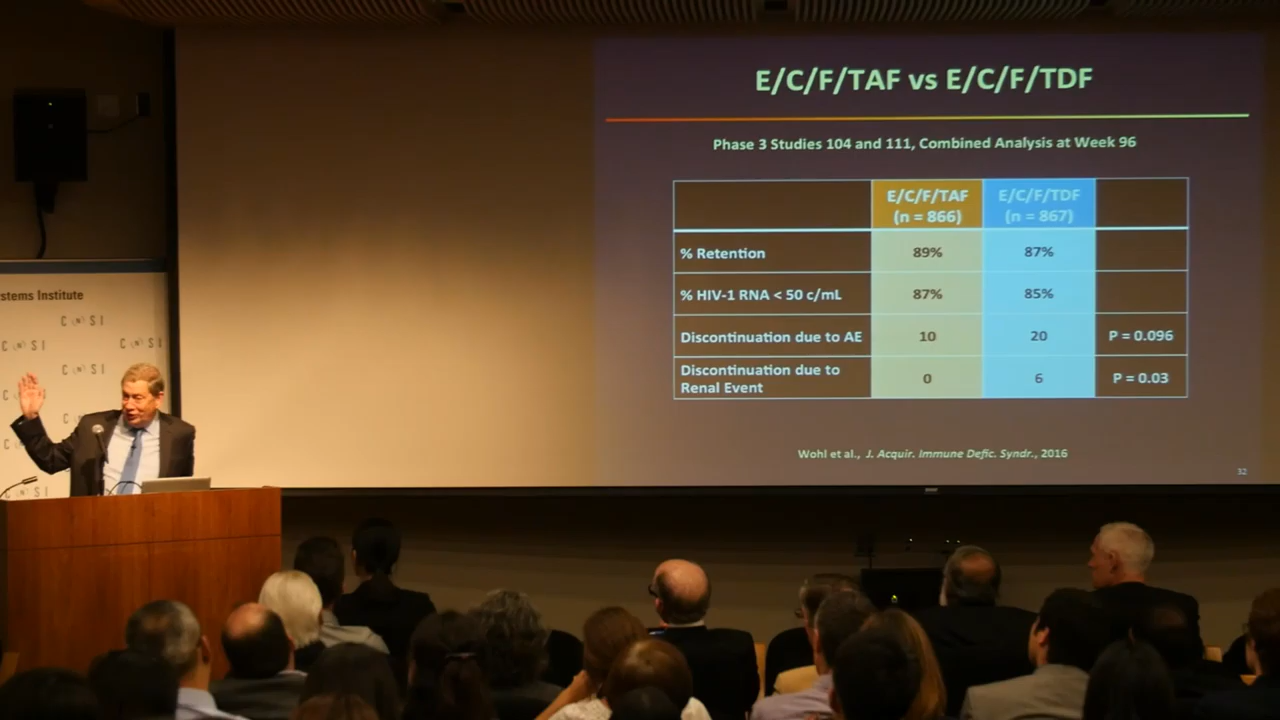 E/C/F/TAF vs E/C/F/TDF
Phase 3 Studies 104 and 111, Combined Analysis at Week 96
E/C/F/TAF (n = 866) E/C/F/TDF (n = 867)
% Retention 89% 87%
% HIV-1 RNA < 50 c/mL 87% 85%
Discontinuation due to AE 10 20 P = 0.096
Discontinuation due to Renal Event 0 6 P = 0.03
Wohl et al., J. Acquir. Immune Defic. Syndr., 2016
32
stems Institute